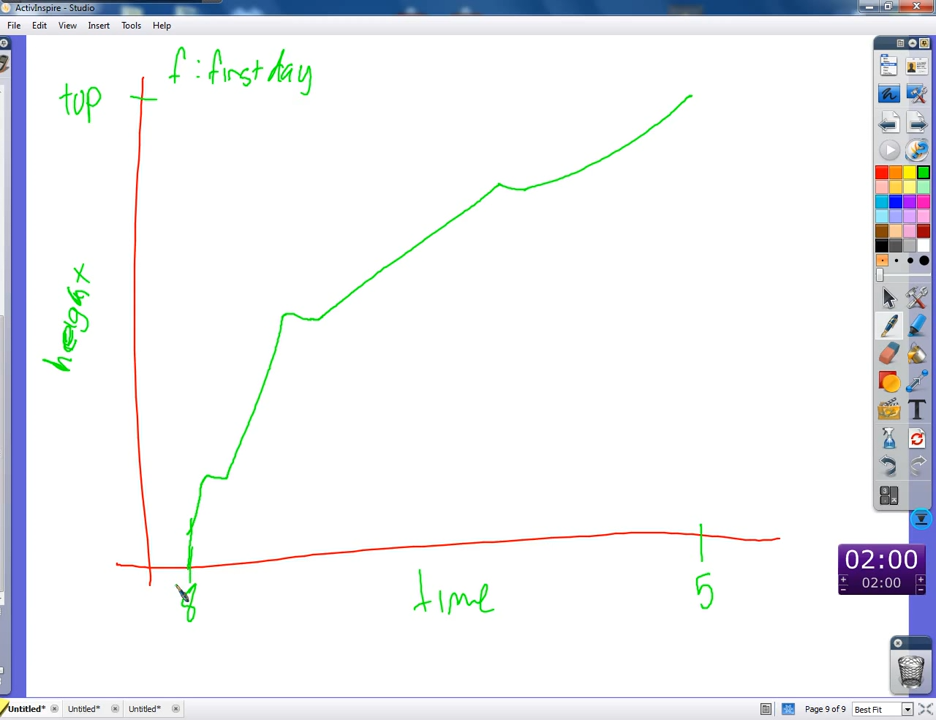 ActivInspire - Studio
File Edit View Insert Tools Help
f : first day
top
height
8
time
5
02:00
02:00
Untitled* Untitled* Untitled*
Page 9 of 9 Best Fit